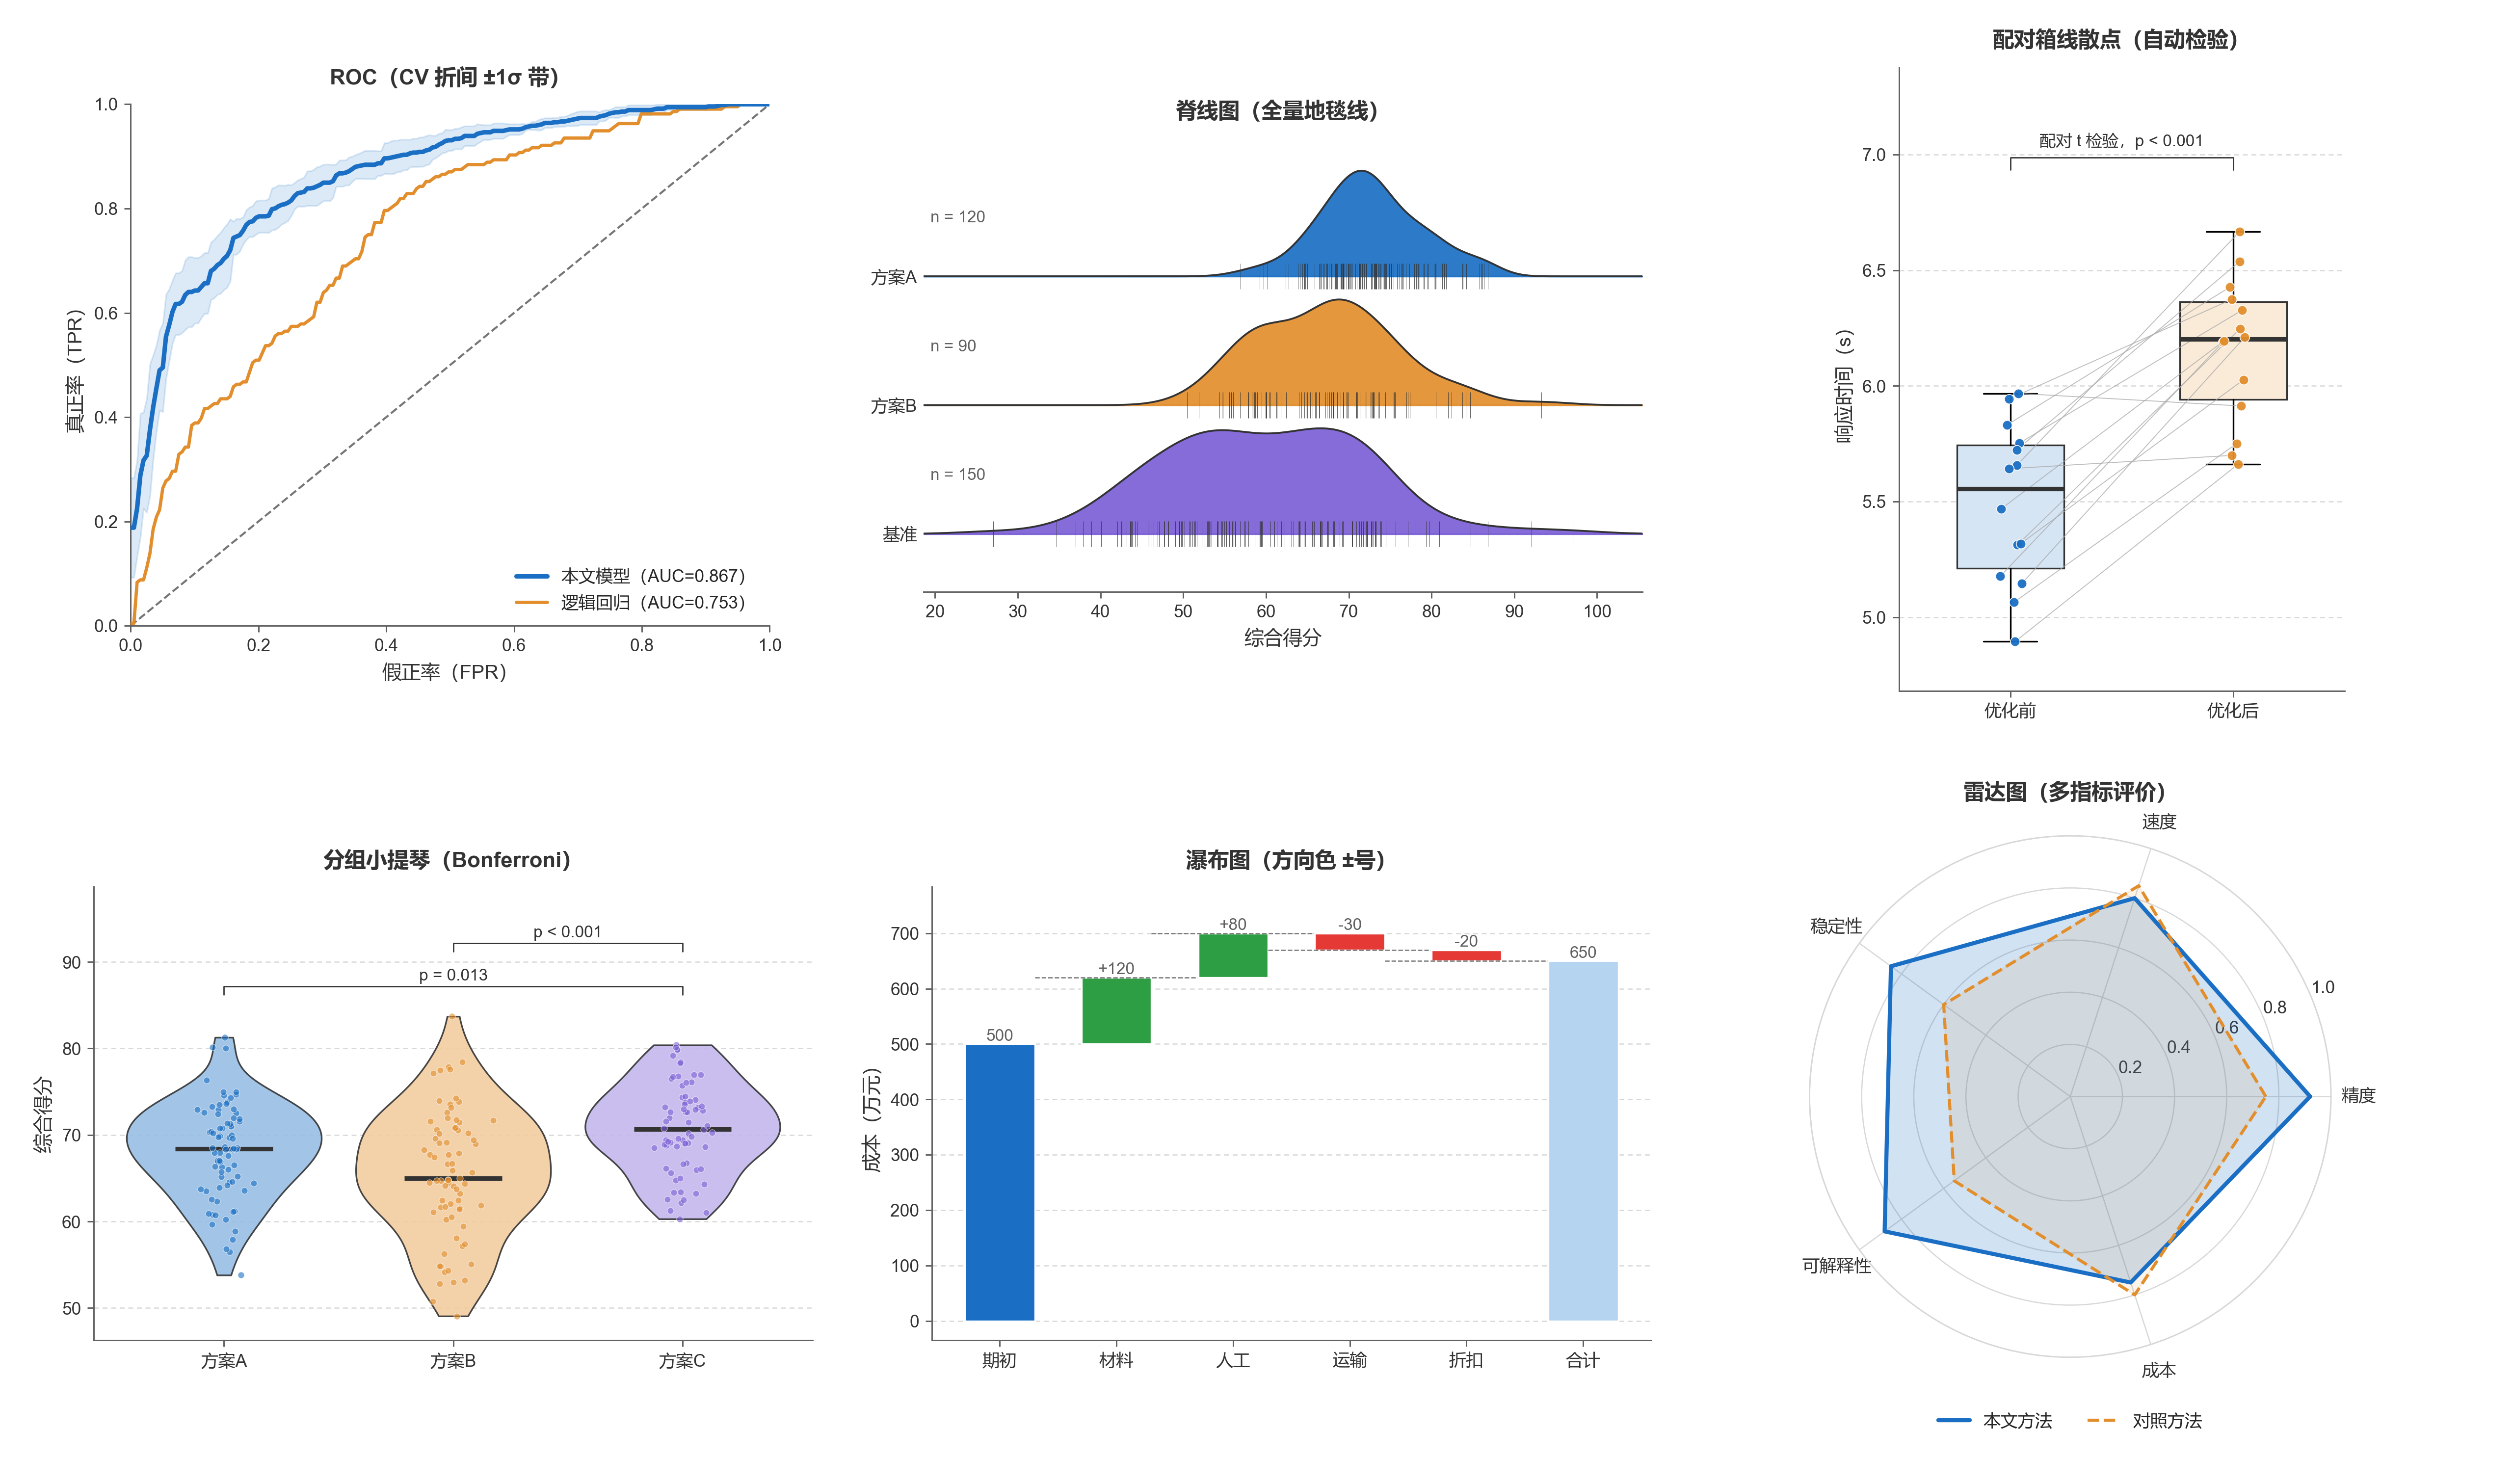 ROC（CV 折间 ±1σ 带）
真正率（TPR）
1.0
0.8
0.6
0.4
0.2
0.0
0.0 0.2 0.4 0.6 0.8 1.0
假正率（FPR）
本文模型（AUC=0.867）
逻辑回归（AUC=0.753）
脊线图（全量地毯线）
n = 120
方案A
n = 90
方案B
n = 150
基准
20 30 40 50 60 70 80 90 100
综合得分
配对箱线散点（自动检验）
配对 t 检验，p < 0.001
响应时间（s）
7.0
6.5
6.0
5.5
5.0
优化前 优化后
分组小提琴（Bonferroni）
p < 0.001
p = 0.013
综合得分
90
80
70
60
50
方案A 方案B 方案C
瀑布图（方向色 ±号）
成本（万元）
700
600
500
400
300
200
100
0
500
+120
+80
-30
-20
650
期初 材料 人工 运输 折扣 合计
雷达图（多指标评价）
速度
稳定性
精度
可解释性
成本
1.0
0.8
0.6
0.4
0.2
本文方法 对照方法